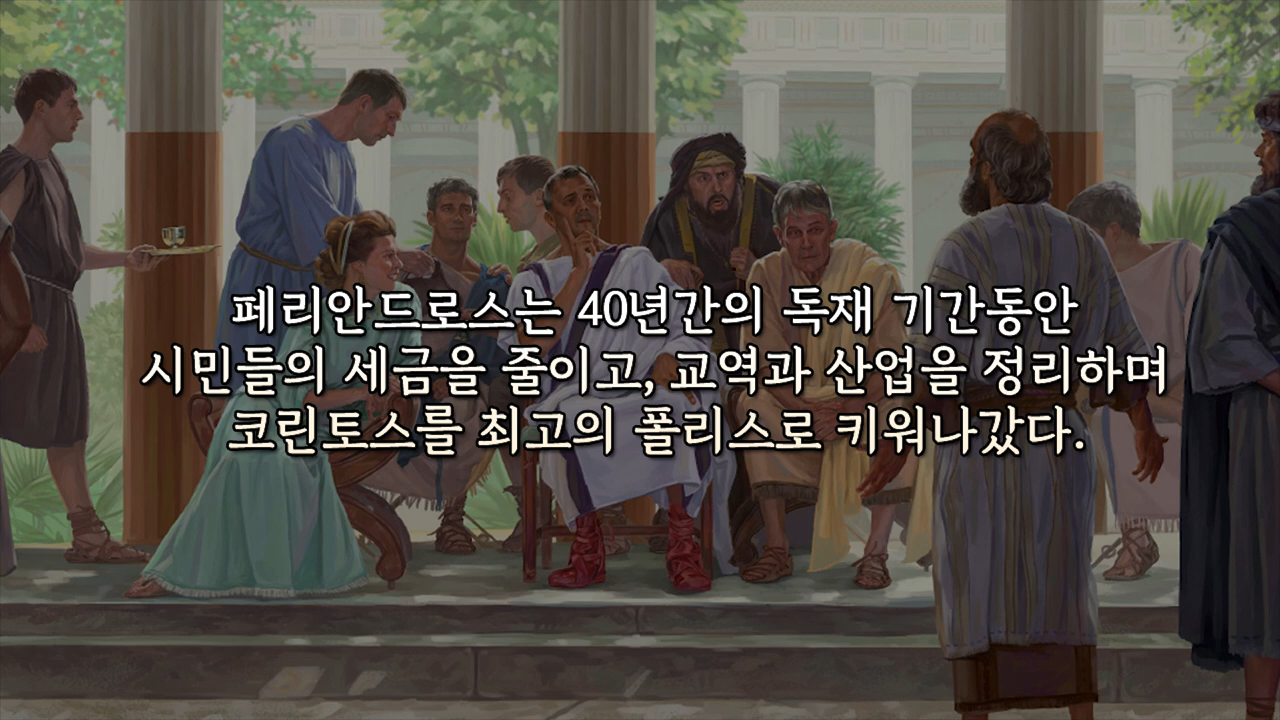 페리안드로스는 40년간의 독재 기간동안
시민들의 세금을 줄이고, 교역과 산업을 정리하며
코린토스를 최고의 폴리스로 키워나갔다.